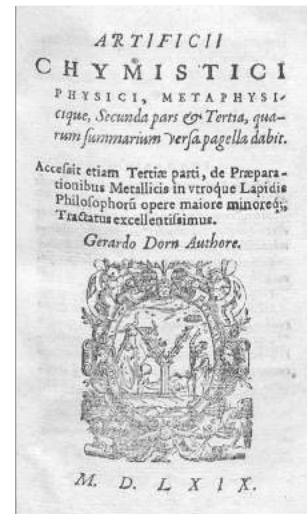 ARTIFICII
CHYMISTICI
PHYSICI, METAPHYSI-
cique, Secunda pars & Tertia, qua-
rum summarium versa pagella dabit.
Accessit etiam Tertiæ parti, de Præpara-
tionibus Metallicis in vtroque Lapidis
Philosophorũ opere maiore minoreq;,
Tractatus excellentissimus.
Gerardo Dorn Authore.
Y
M. D. LXIX.